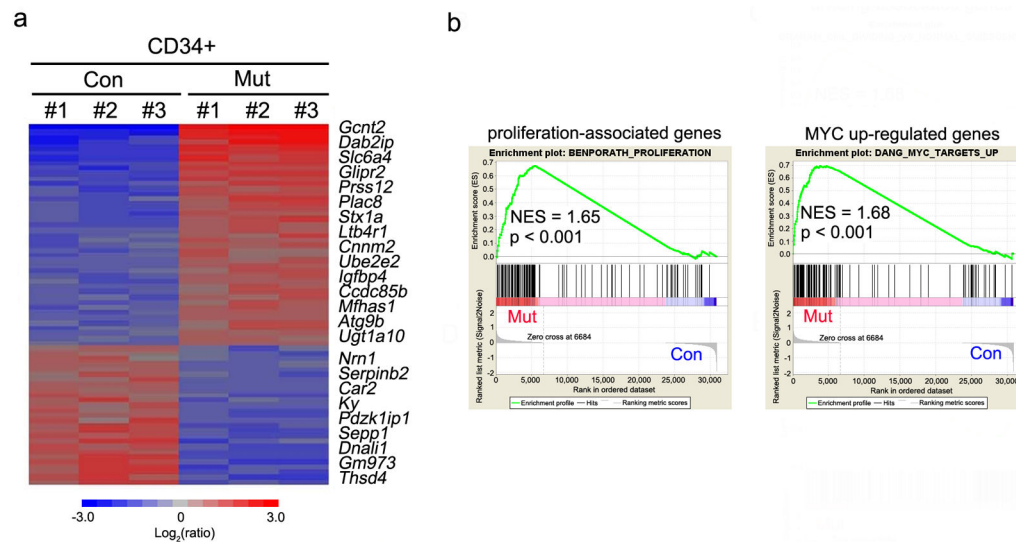 a
CD34+
Con Mut
#1 #2 #3 #1 #2 #3
Gcnt2
Dab2ip
Slc6a4
Glipr2
Prss12
Plac8
Stx1a
Ltb4r1
Cnnm2
Ube2e2
Igfbp4
Ccdc85b
Mfhas1
Atg9b
Ugt1a10
Nrn1
Serpinb2
Car2
Ky
Pdzk1ip1
Sepp1
Dnali1
Gm973
Thsd4
-3.0 0 3.0
Log2(ratio)
b
proliferation-associated genes
Enrichment plot: BENPORATH_PROLIFERATION
Enrichment score (ES)
0.7
0.6
0.5
0.4
0.3
0.2
0.1
0.0
NES = 1.65
p < 0.001
Mut
Zero cross at 6684
Con
Ranked list metric (Signal2Noise)
2
1
0
-1
-2
0 5,000 10,000 15,000 20,000 25,000 30,000
Rank in ordered dataset
Enrichment profile Hits Ranking metric scores
MYC up-regulated genes
Enrichment plot: DANG_MYC_TARGETS_UP
Enrichment score (ES)
0.7
0.6
0.5
0.4
0.3
0.2
0.1
0.0
NES = 1.68
p < 0.001
Mut
Zero cross at 6684
Con
Ranked list metric (Signal2Noise)
2
1
0
-1
-2
0 5,000 10,000 15,000 20,000 25,000 30,000
Rank in ordered dataset
Enrichment profile Hits Ranking metric scores